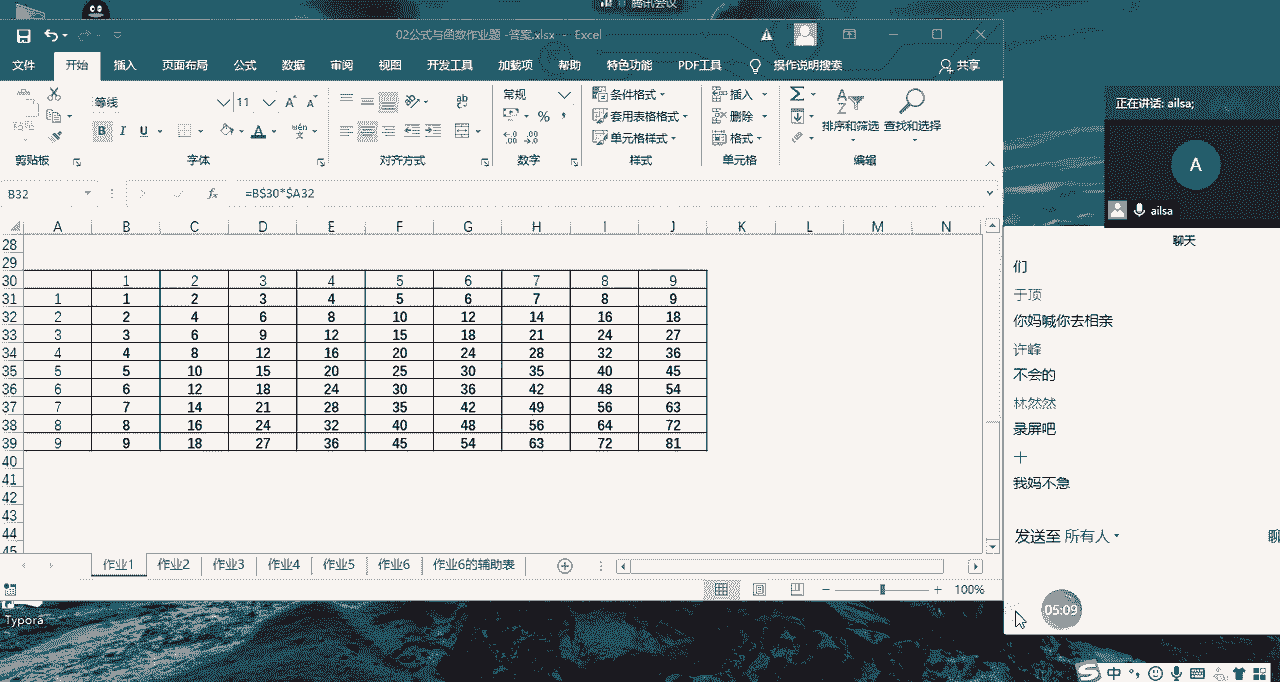 腾讯会议
02公式与函数作业题 -答案.xlsx - Excel
文件 开始 插入 页面布局 公式 数据 审阅 视图 开发工具 加载项 帮助 特色功能 PDF工具 操作说明搜索 共享
等线 11 A A 常规 条件格式 插入 Σ
B I U A % 套用表格格式 删除 排序和筛选 查找和选择
单元格样式 格式
剪贴板 字体 对齐方式 数字 样式 单元格 编辑
B32 fx =B$30*$A32
A B C D E F G H I J K L M N
28
29
30 1 2 3 4 5 6 7 8 9
31 1 1 2 3 4 5 6 7 8 9
32 2 2 4 6 8 10 12 14 16 18
33 3 3 6 9 12 15 18 21 24 27
34 4 4 8 12 16 20 24 28 32 36
35 5 5 10 15 20 25 30 35 40 45
36 6 6 12 18 24 30 36 42 48 54
37 7 7 14 21 28 35 42 49 56 63
38 8 8 16 24 32 40 48 56 64 72
39 9 9 18 27 36 45 54 63 72 81
40
41
42
43
44
45
作业1 作业2 作业3 作业4 作业5 作业6 作业6的辅助表
100%
Typora
正在讲话: ailsa;
A
ailsa
聊天
们
于顶
你妈喊你去相亲
许峰
不会的
林然然
录屏吧
十
我妈不急
发送至 所有人
05:09
中